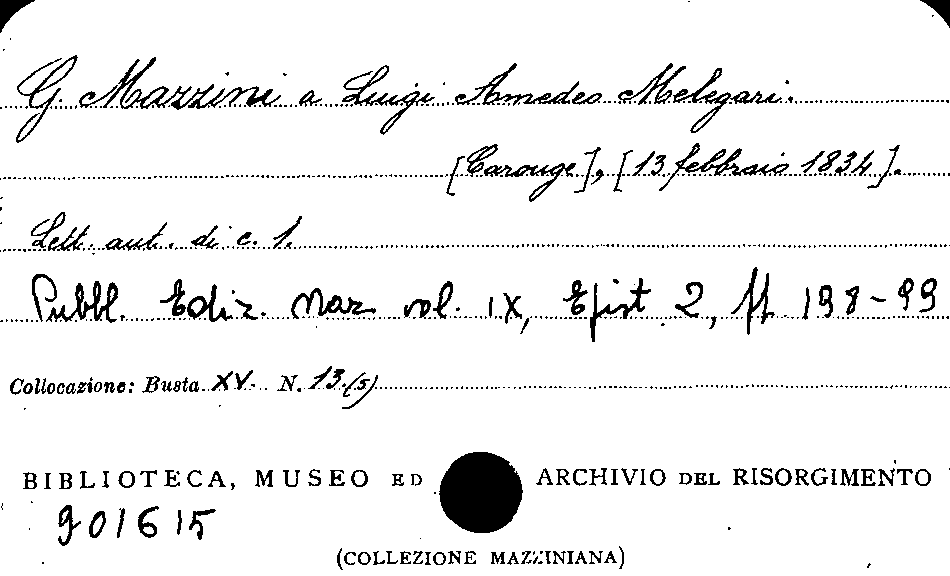 G. Mazzini a Luigi Amedeo Melegari.
[Carouge], [13 febbraio 1834].
Lett. aut. di c. 1.
Pubbl. Ediz. Naz. vol. IX, Epist. 2, pp. 198-99
Collocazione: Busta XV. N. 13.(5)
BIBLIOTECA, MUSEO ED ARCHIVIO DEL RISORGIMENTO
901615
(COLLEZIONE MAZZINIANA)